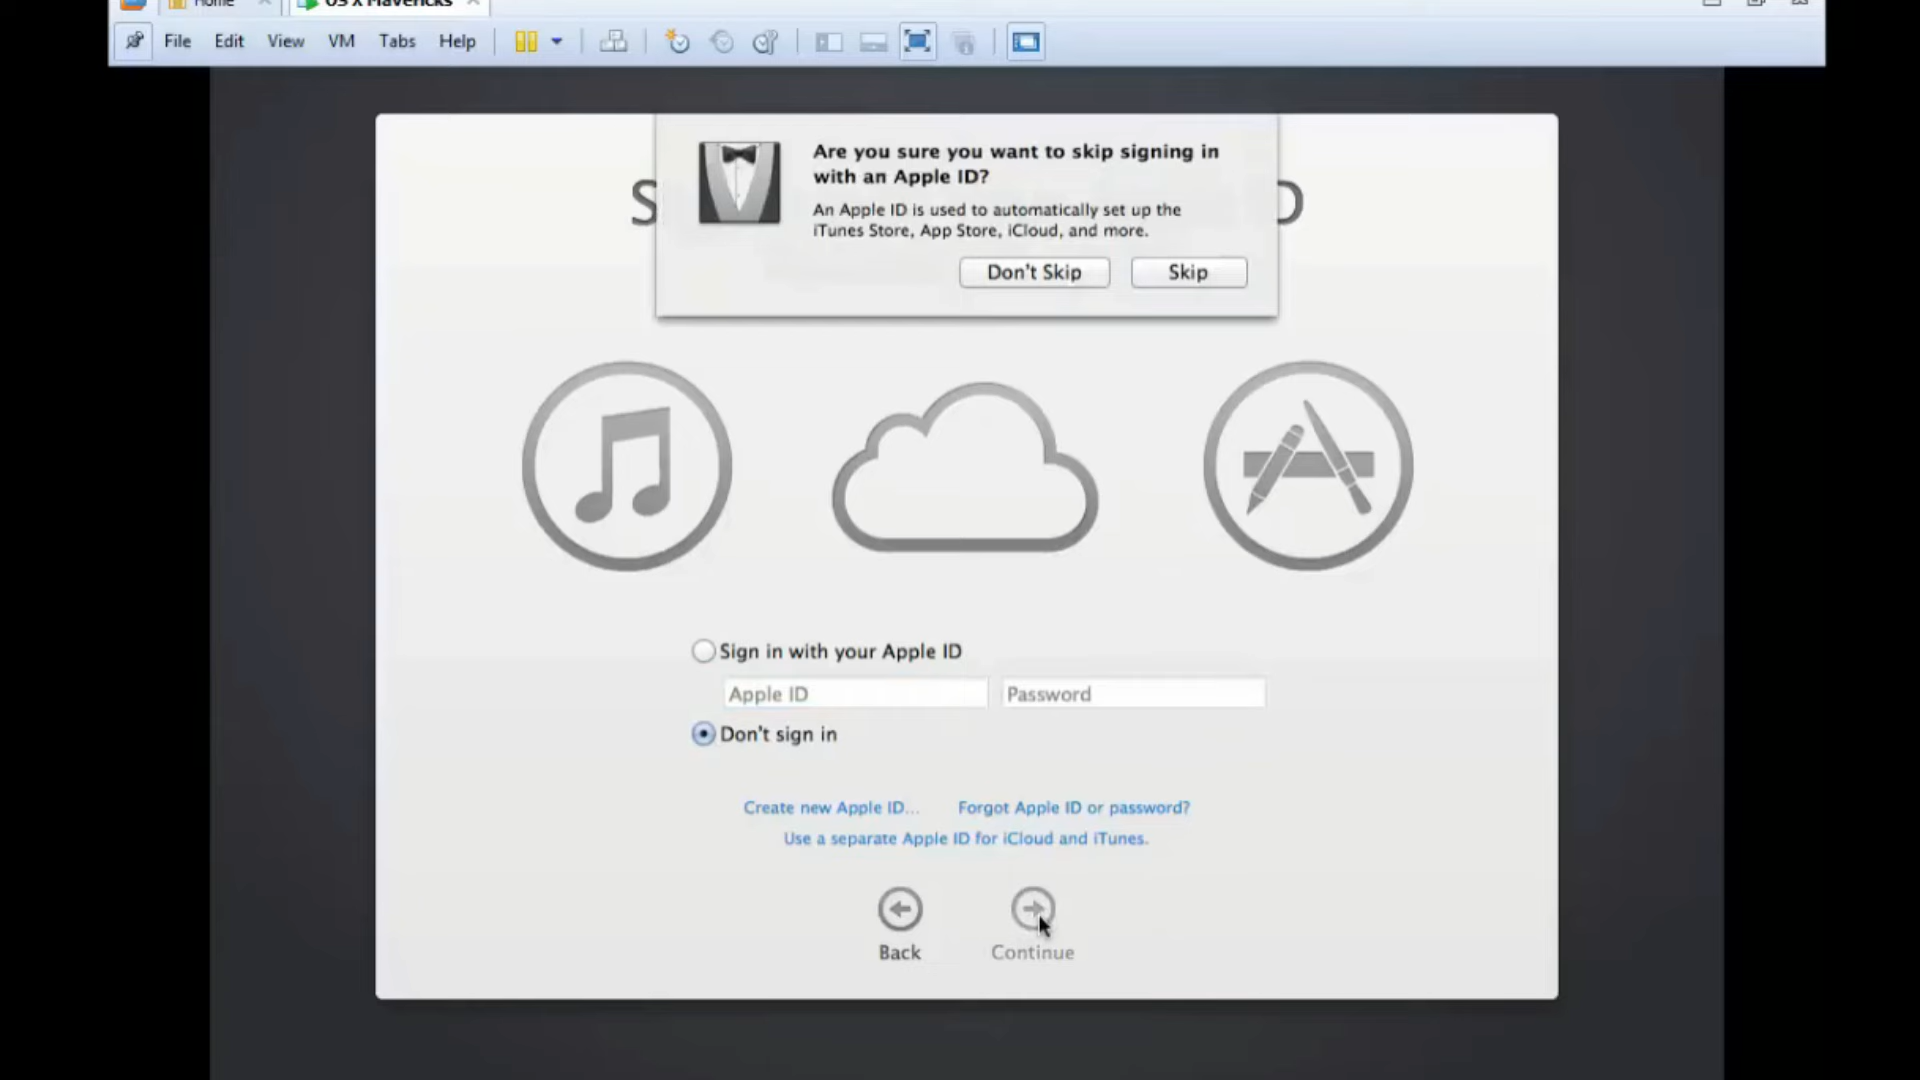 Home
OS X Mavericks
File Edit View VM Tabs Help
Are you sure you want to skip signing in
with an Apple ID?
An Apple ID is used to automatically set up the
iTunes Store, App Store, iCloud, and more.
Don't Skip Skip
S D
Sign in with your Apple ID
Apple ID Password
Don't sign in
Create new Apple ID... Forgot Apple ID or password?
Use a separate Apple ID for iCloud and iTunes.
Back Continue